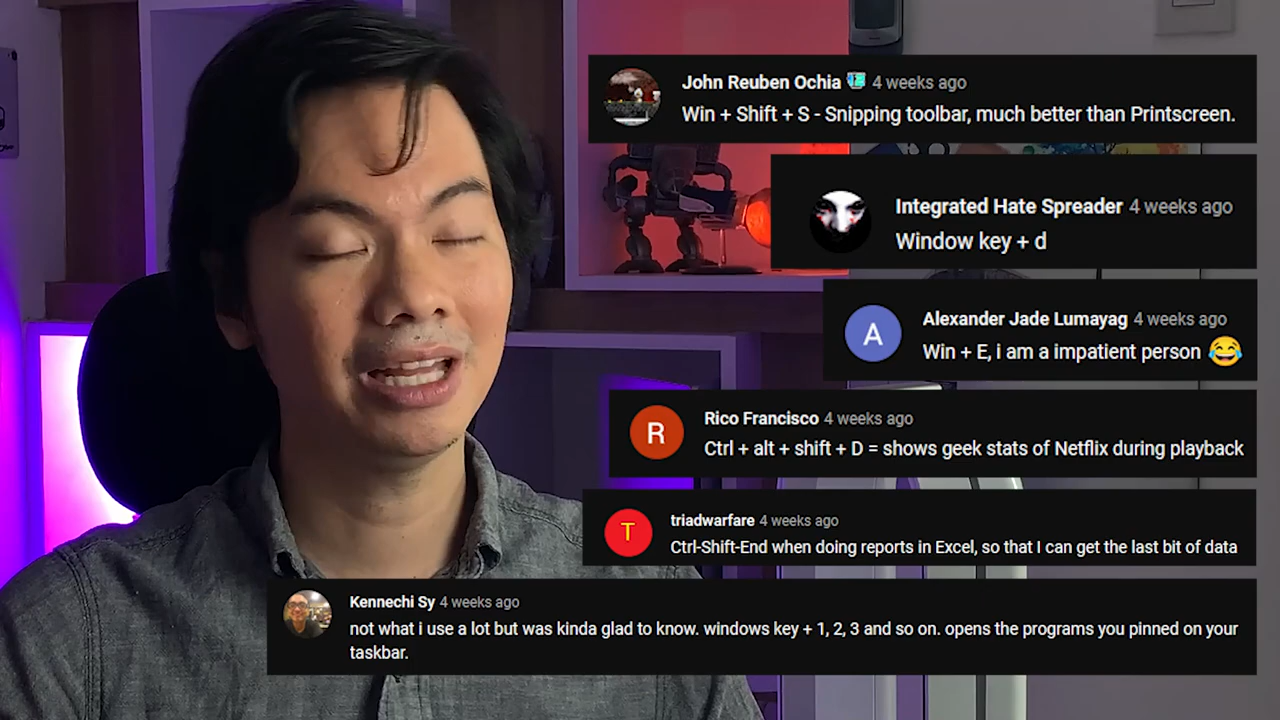 John Reuben Ochia 4 weeks ago
Win + Shift + S - Snipping toolbar, much better than Printscreen.
Integrated Hate Spreader 4 weeks ago
Window key + d
A
Alexander Jade Lumayag 4 weeks ago
Win + E, i am a impatient person 😂
R
Rico Francisco 4 weeks ago
Ctrl + alt + shift + D = shows geek stats of Netflix during playback
T
triadwarfare 4 weeks ago
Ctrl-Shift-End when doing reports in Excel, so that I can get the last bit of data
Kennechi Sy 4 weeks ago
not what i use a lot but was kinda glad to know. windows key + 1, 2, 3 and so on. opens the programs you pinned on your
taskbar.